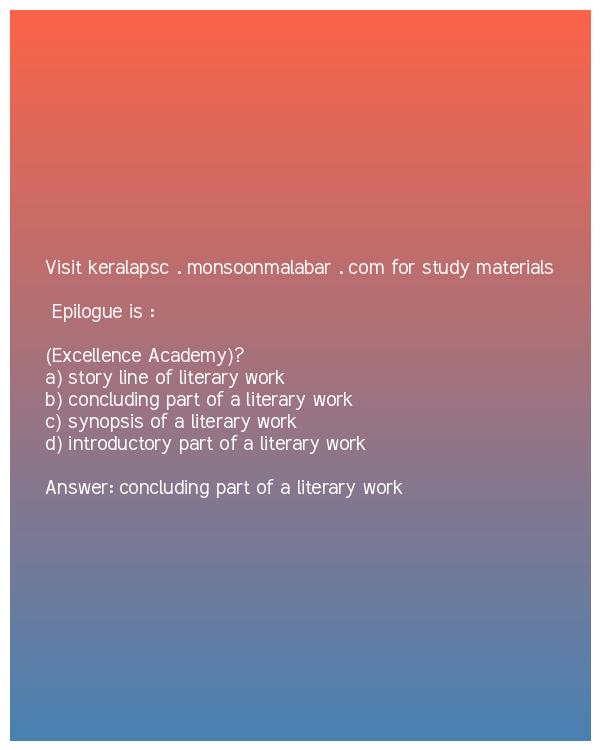 Visit keralapsc . monsoonmalabar . com for study materials
Epilogue is :
(Excellence Academy)?
a) story line of literary work
b) concluding part of a literary work
c) synopsis of a literary work
d) introductory part of a literary work
Answer: concluding part of a literary work